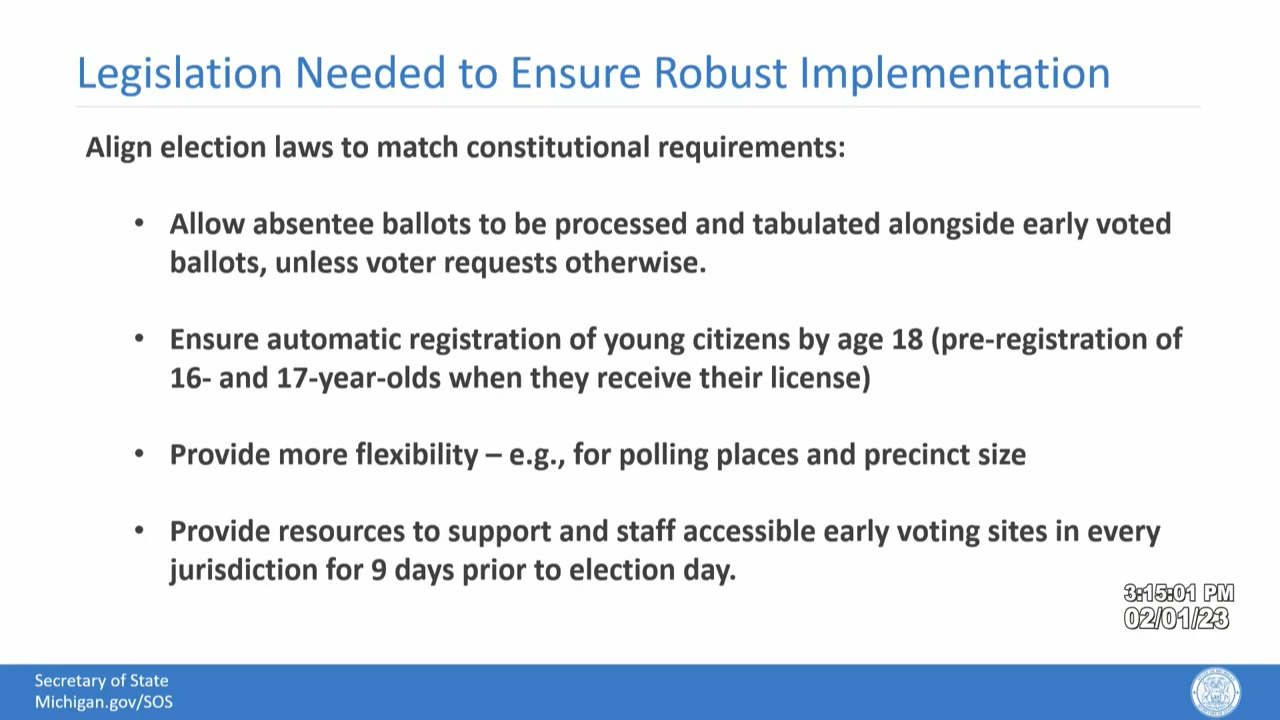 Legislation Needed to Ensure Robust Implementation
Align election laws to match constitutional requirements:
• Allow absentee ballots to be processed and tabulated alongside early voted
ballots, unless voter requests otherwise.
• Ensure automatic registration of young citizens by age 18 (pre-registration of
16- and 17-year-olds when they receive their license)
• Provide more flexibility – e.g., for polling places and precinct size
• Provide resources to support and staff accessible early voting sites in every
jurisdiction for 9 days prior to election day.
3:15:01 PM
02/01/23
Secretary of State
Michigan.gov/SOS